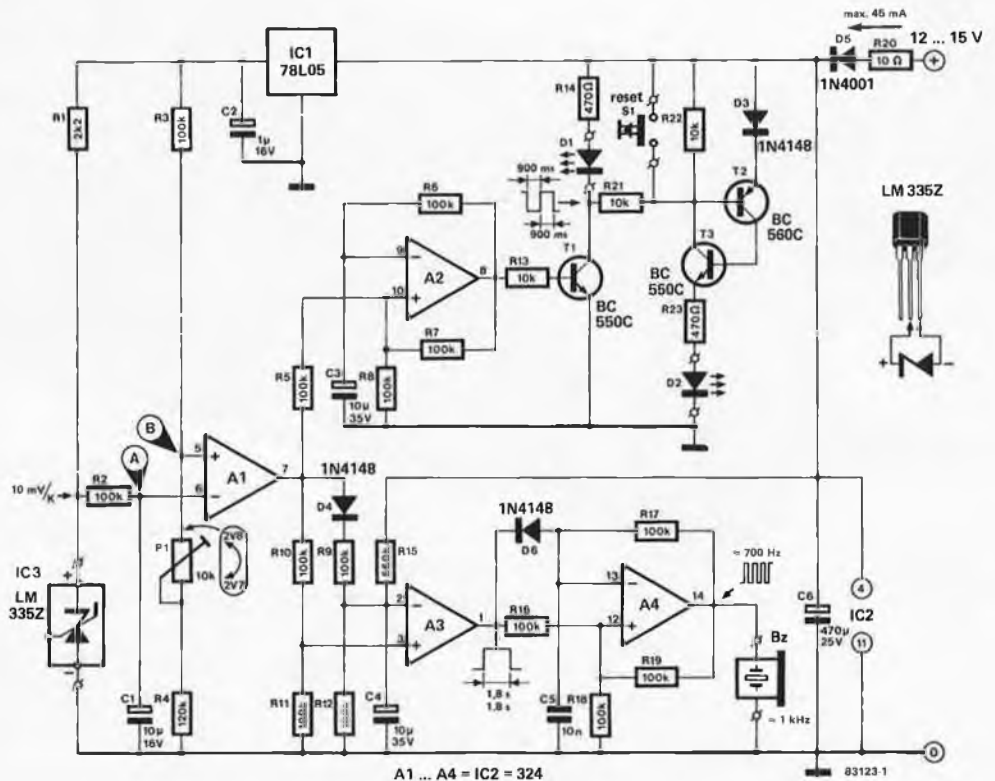 max. 45 mA
12 ... 15 V
D5
R20
10 Ω
+
1N4001
IC1
78L05
R1
2k2
R3
100k
C2
1µ
16V
R14
470Ω
reset
S1
R22
10k
D3
1N4148
D1
900 ms
900 ms
R21
10k
T2
BC
560C
T3
BC
550C
LM 335Z
+
−
R6
100k
9
−
A2
8
10
+
R13
10k
T1
BC
550C
R23
470Ω
R7
100k
R5
100k
C3
10µ
35V
R8
100k
D2
B
A
5
+
A1
7
6
−
10 mV/K
R2
100k
1N4148
D4
P1
10k
2V8
2V7
IC3
LM
335Z
+
−
R10
100k
R9
100k
R15
560k
1N4148
D6
R17
100k
≈ 700 Hz
2
−
A3
1
3
+
R16
100k
13
−
A4
14
12
+
C6
470µ
25V
4
IC2
11
Bz
≈ 1 kHz
1,8 s
1,8 s
R19
100k
C1
10µ
16V
R4
120k
R11
100k
R12
C4
10µ
35V
C5
10n
R18
100k
0
83123-1
A1 ... A4 = IC2 = 324